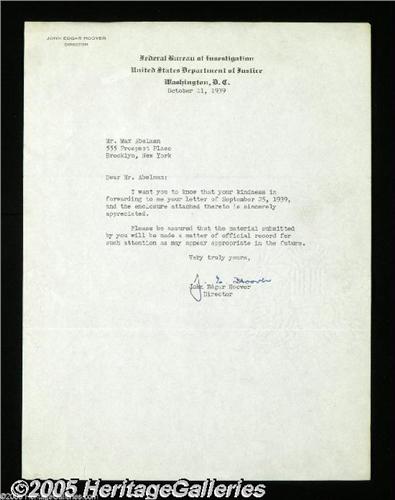 JOHN EDGAR HOOVER
DIRECTOR
Federal Bureau of Investigation
United States Department of Justice
Washington, D. C.
October 11, 1939
Mr. Max Abelman
555 Prospect Place
Brooklyn, New York
Dear Mr. Abelman:
I want you to know that your kindness in
forwarding to me your letter of September 25, 1939,
and the enclosure attached thereto is sincerely
appreciated.
Please be assured that the material submitted
by you will be made a matter of official record for
such attention as may appear appropriate in the future.
Very truly yours,
J. E. Hoover
John Edgar Hoover
Director
©2005 HeritageGalleries